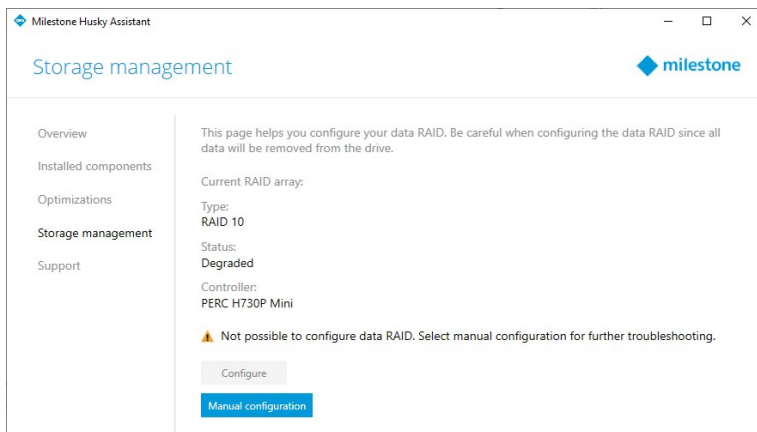 Milestone Husky Assistant
Storage management
milestone
Overview
Installed components
Optimizations
Storage management
Support
This page helps you configure your data RAID. Be careful when configuring the data RAID since all
data will be removed from the drive.
Current RAID array:
Type:
RAID 10
Status:
Degraded
Controller:
PERC H730P Mini
Not possible to configure data RAID. Select manual configuration for further troubleshooting.
Configure
Manual configuration